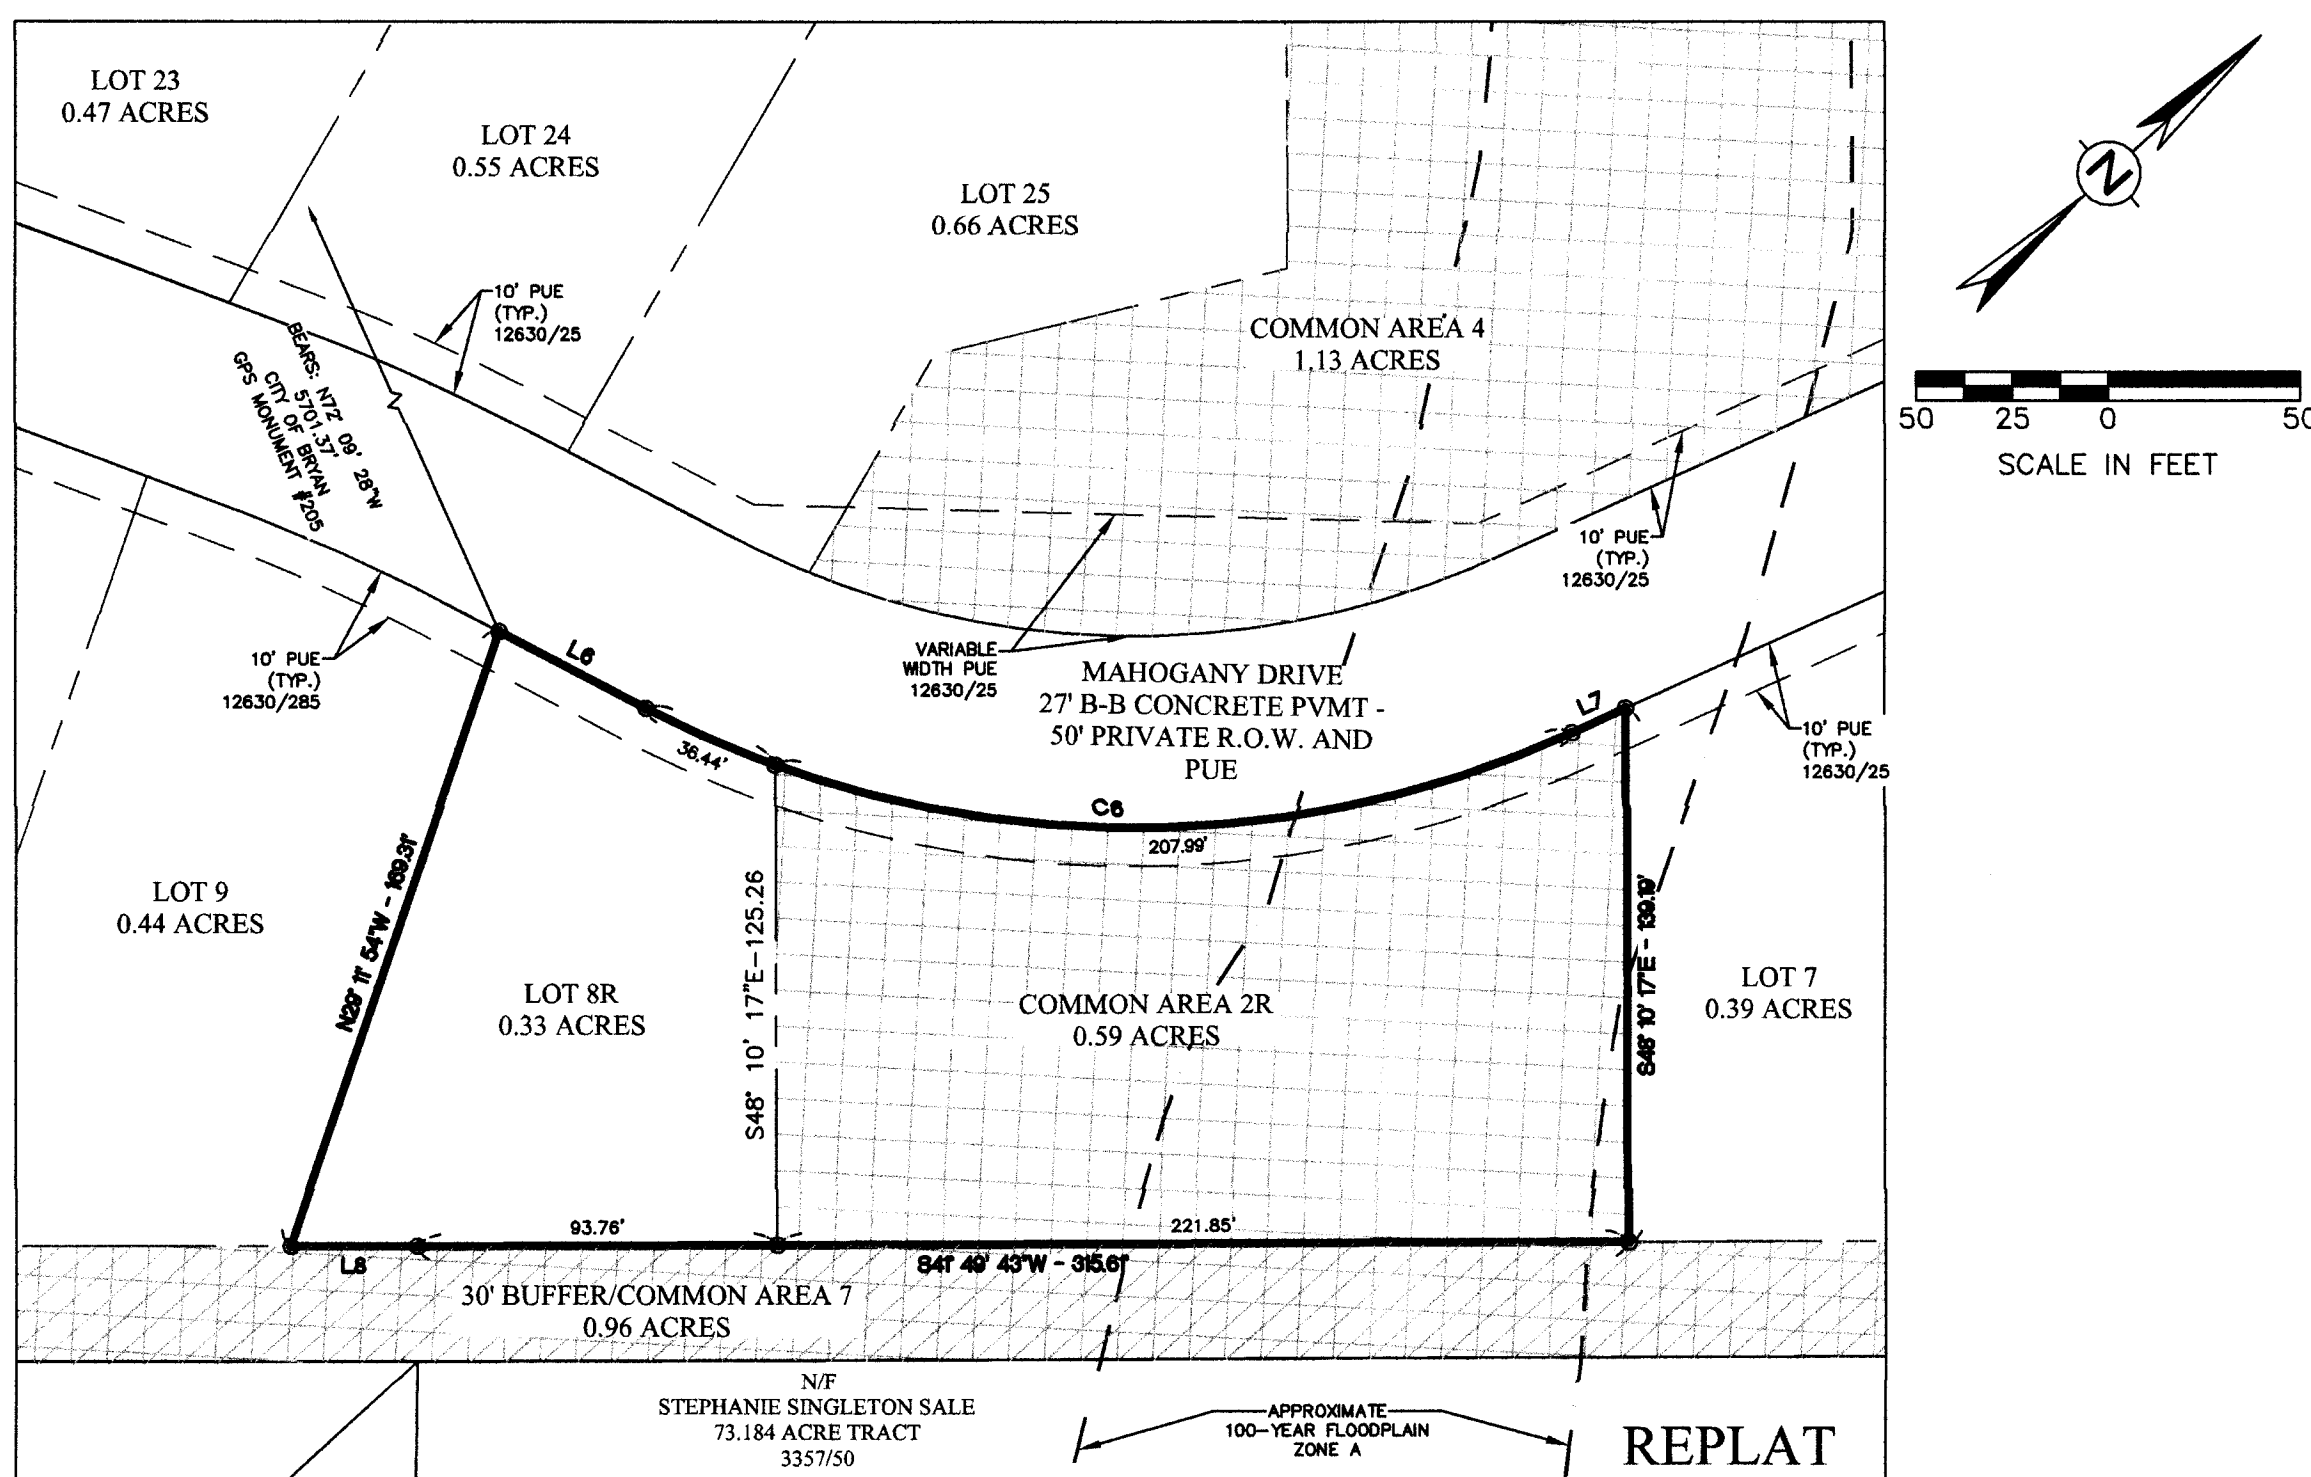 LOT 23
0.47 ACRES
LOT 24
0.55 ACRES
LOT 25
0.66 ACRES
N
50 25 0 50
SCALE IN FEET
10' PUE
(TYP.)
12630/25
COMMON AREA 4
1.13 ACRES
BEARS: N72° 09' 28"W
5701.37'
CITY OF BRYAN
GPS MONUMENT #205
10' PUE
(TYP.)
12630/25
10' PUE
(TYP.)
12630/285
L6
VARIABLE
WIDTH PUE
12630/25
MAHOGANY DRIVE
27' B-B CONCRETE PVMT -
50' PRIVATE R.O.W. AND
PUE
L7
10' PUE
(TYP.)
12630/25
36.44'
C6
207.99'
LOT 9
0.44 ACRES
N29° 11' 54"W - 169.31'
LOT 8R
0.33 ACRES
S48° 10' 17"E-125.26
COMMON AREA 2R
0.59 ACRES
S48° 10' 17"E - 139.19'
LOT 7
0.39 ACRES
93.76'
221.85'
L8
S41° 49' 43"W - 315.61'
30' BUFFER/COMMON AREA 7
0.96 ACRES
N/F
STEPHANIE SINGLETON SALE
73.184 ACRE TRACT
3357/50
APPROXIMATE
100-YEAR FLOODPLAIN
ZONE A
REPLAT